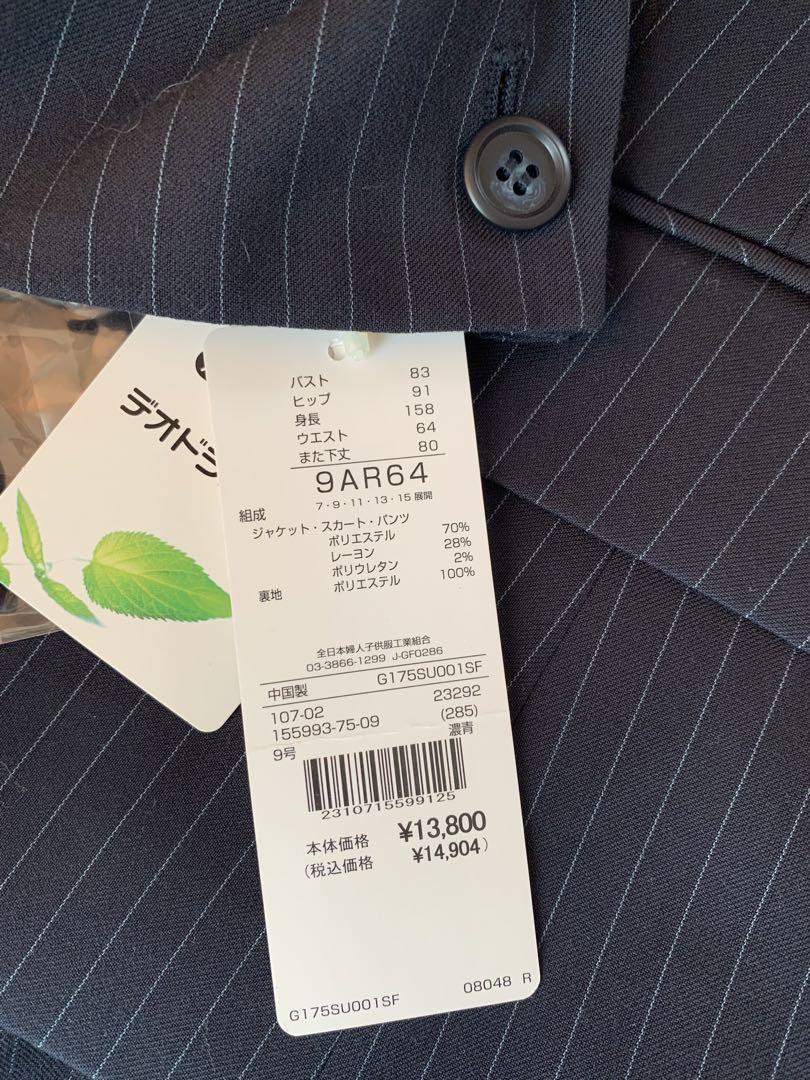 デオドラ
バスト 83
ヒップ 91
身長 158
ウエスト 64
また下丈 80
9AR64
7・9・11・13・15 展開
組成
ジャケット・スカート・パンツ
ポリエステル 70%
レーヨン 28%
ポリウレタン 2%
裏地 ポリエステル 100%
全日本婦人子供服工業組合
03-3866-1299 J-GF0286
中国製 G175SU001SF
107-02 23292
155993-75-09 (285)
9号 濃青
2310715599125
本体価格 ¥13,800
(税込価格 ¥14,904)
G175SU001SF 08048 R